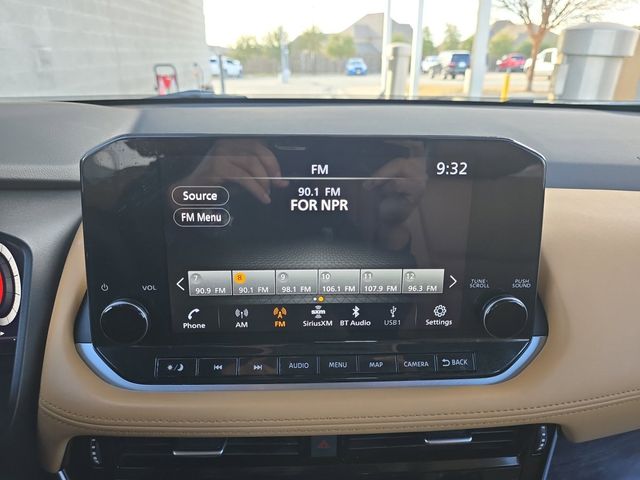 FM
9:32
Source
90.1 FM
FOR NPR
FM Menu
7 8 9 10 11 12
90.9 FM 90.1 FM 98.1 FM 106.1 FM 107.9 FM 96.3 FM
VOL
TUNE·SCROLL
PUSH SOUND
Phone AM FM SXM SiriusXM BT Audio USB1 Settings
AUDIO MENU MAP CAMERA BACK